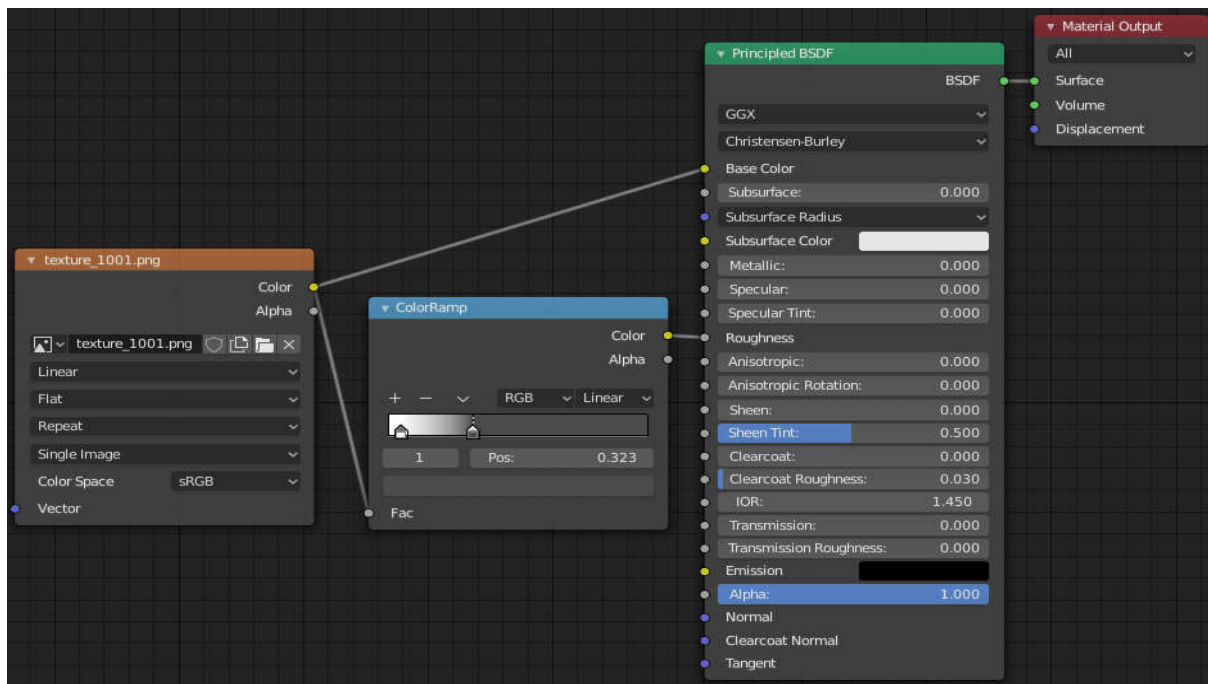 texture_1001.png
Color
Alpha
texture_1001.png
Linear
Flat
Repeat
Single Image
Color Space sRGB
Vector
ColorRamp
Color
Alpha
RGB Linear
1 Pos: 0.323
Fac
Principled BSDF
BSDF
GGX
Christensen-Burley
Base Color
Subsurface: 0.000
Subsurface Radius
Subsurface Color
Metallic: 0.000
Specular: 0.000
Specular Tint: 0.000
Roughness
Anisotropic: 0.000
Anisotropic Rotation: 0.000
Sheen: 0.000
Sheen Tint: 0.500
Clearcoat: 0.000
Clearcoat Roughness: 0.030
IOR: 1.450
Transmission: 0.000
Transmission Roughness: 0.000
Emission
Alpha: 1.000
Normal
Clearcoat Normal
Tangent
Material Output
All
Surface
Volume
Displacement